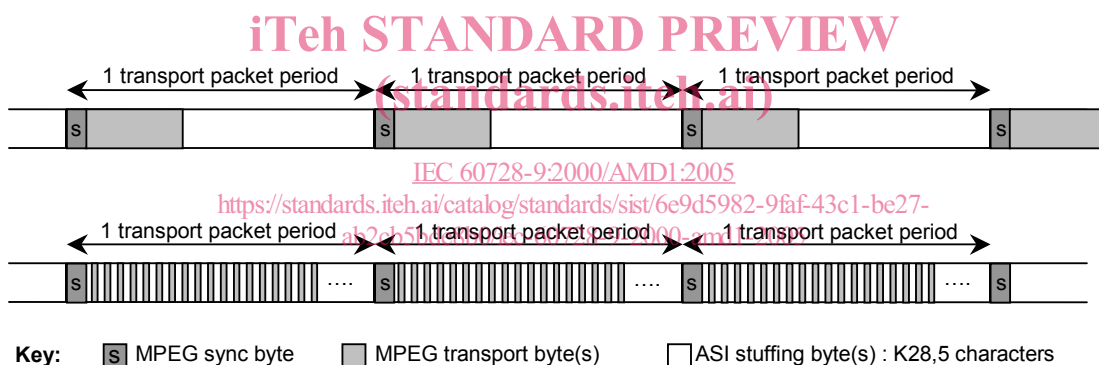 iTeh STANDARD PREVIEW
1 transport packet period 1 transport packet period 1 transport packet period
(standards.iteh.ai)
S S S S
IEC 60728-9:2000/AMD1:2005
https://standards.iteh.ai/catalog/standards/sist/6e9d5982-9faf-43c1-be27-
1 transport packet period 1 transport packet period 1 transport packet period
S .... S .... S .... S
Key: S MPEG sync byte MPEG transport byte(s) ASI stuffing byte(s) : K28,5 characters